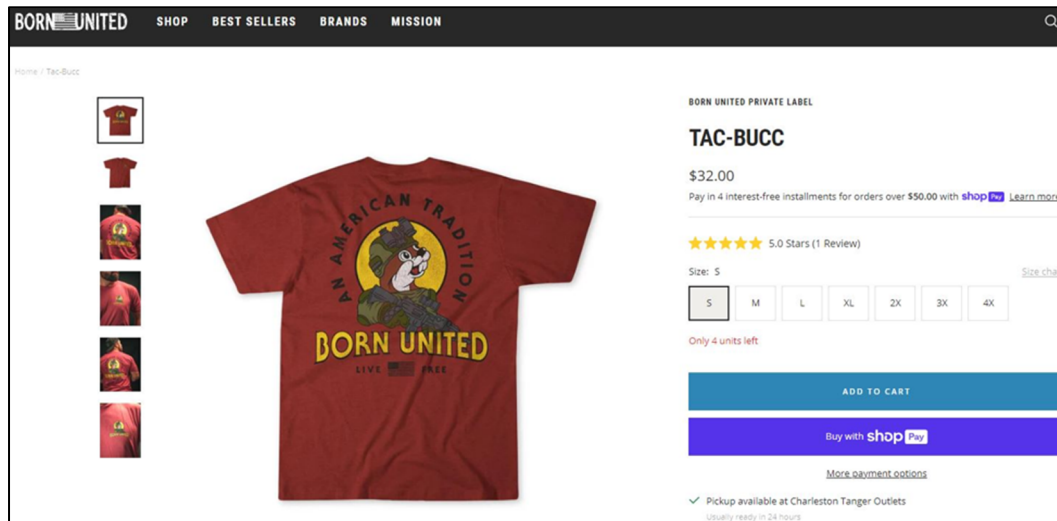 BORN UNITED
SHOP
BEST SELLERS
BRANDS
MISSION
Home / Tac-Bucc
AN AMERICAN TRADITION
BORN UNITED
LIVE FREE
BORN UNITED PRIVATE LABEL
TAC-BUCC
$32.00
Pay in 4 interest-free installments for orders over $50.00 with shop Pay Learn more
5.0 Stars (1 Review)
Size: S
Size cha
S
M
L
XL
2X
3X
4X
Only 4 units left
ADD TO CART
Buy with shop Pay
More payment options
Pickup available at Charleston Tanger Outlets
Usually ready in 24 hours